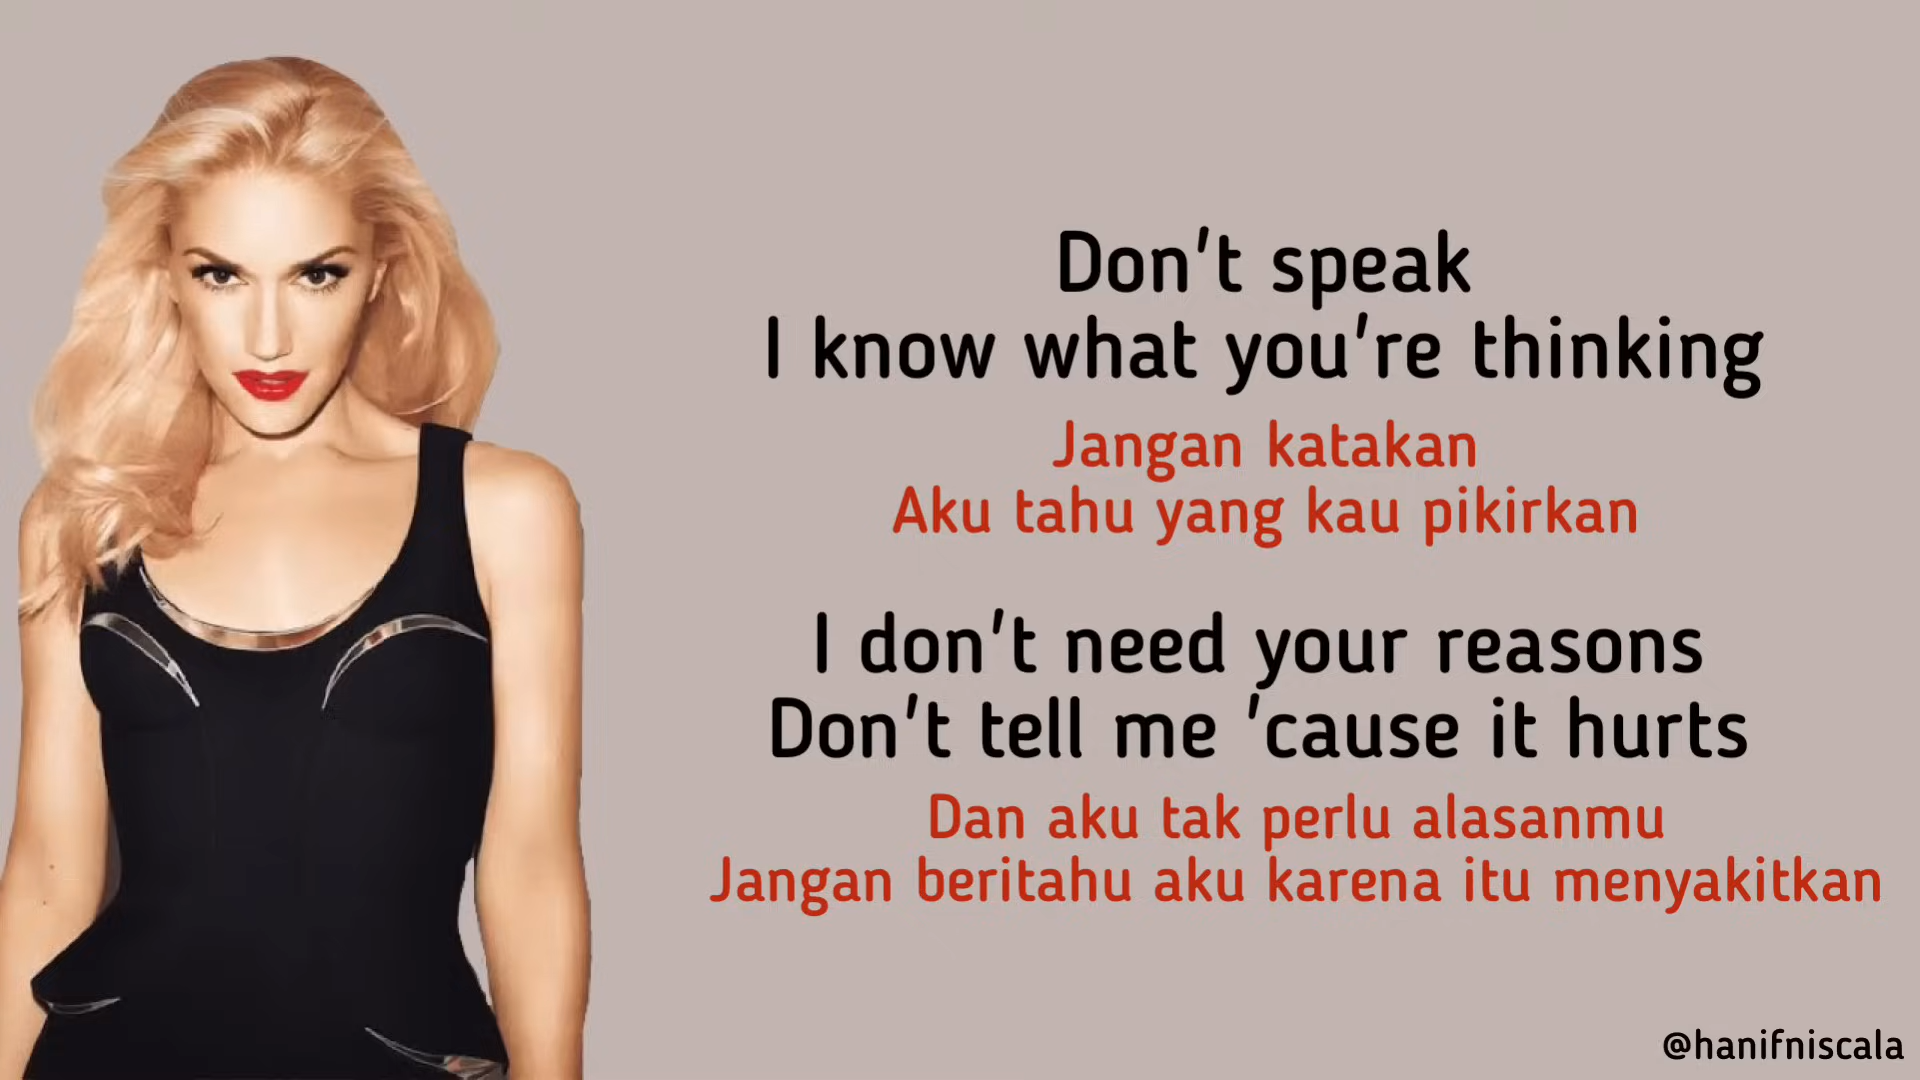 Don't speak
I know what you're thinking
Jangan katakan
Aku tahu yang kau pikirkan
I don't need your reasons
Don't tell me 'cause it hurts
Dan aku tak perlu alasanmu
Jangan beritahu aku karena itu menyakitkan
@hanifniscala